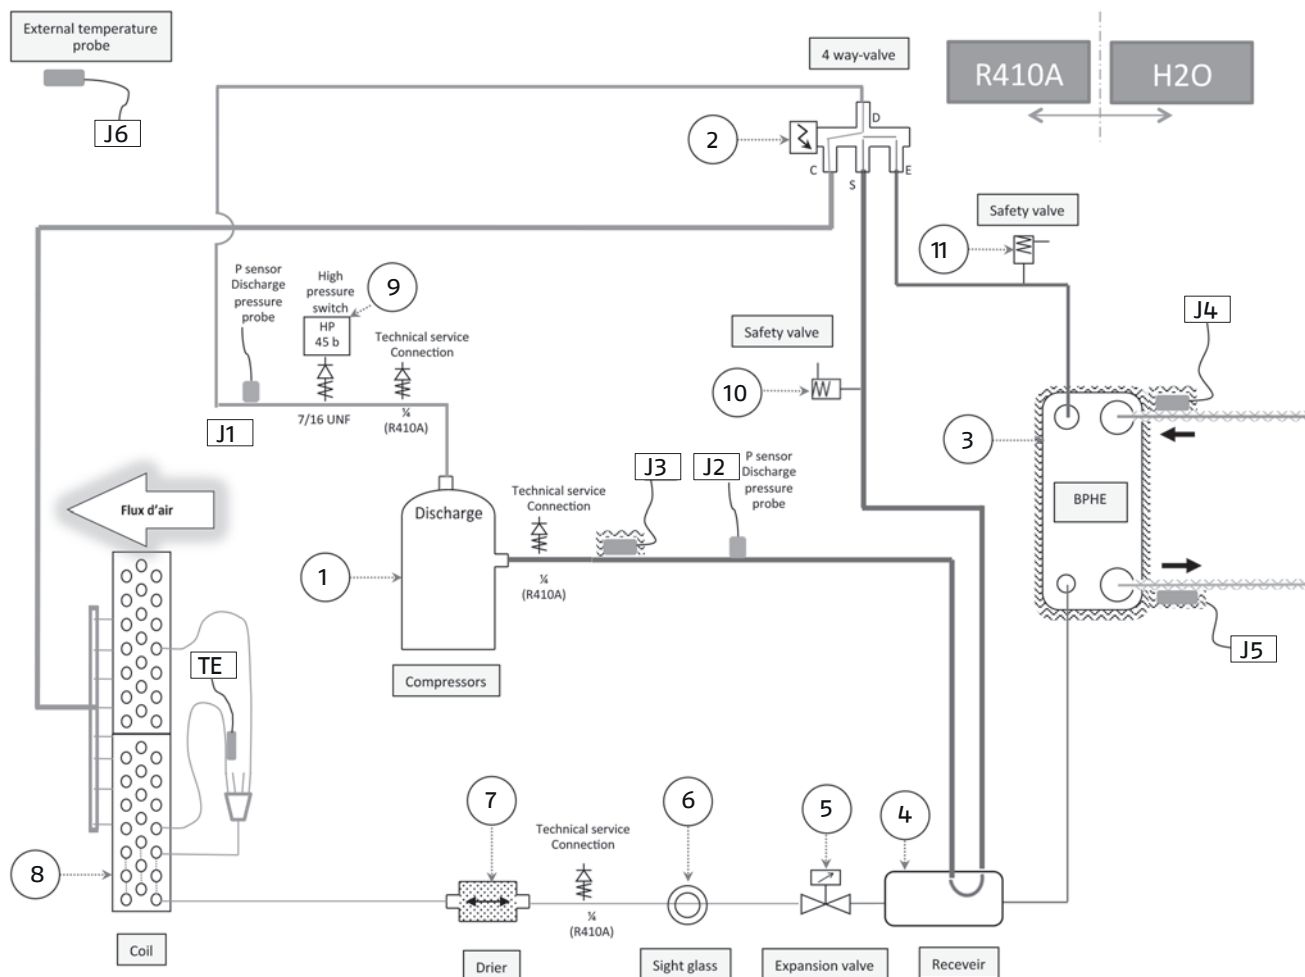 External temperature
probe
J6
4 way-valve
R410A
H2O
2
D
C
S
E
Safety valve
11
P sensor
Discharge
pressure
probe
High
pressure
switch
HP
45 b
9
Technical service
Connection
7/16 UNF
¼
(R410A)
J1
Safety valve
10
J4
3
BPHE
J5
Flux d'air
Discharge
1
Compressors
Technical service
Connection
¼
(R410A)
J3
J2
P sensor
Discharge
pressure
probe
TE
8
Coil
7
Drier
Technical service
Connection
¼
(R410A)
6
Sight glass
5
Expansion valve
4
Receveir